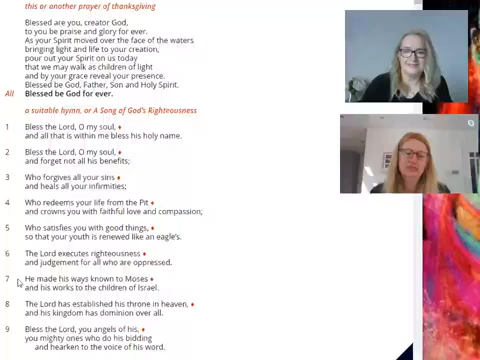 this or another prayer of thanksgiving
Blessed are you, creator God,
to you be praise and glory for ever.
As your Spirit moved over the face of the waters
bringing light and life to your creation,
pour out your Spirit on us today
that we may walk as children of light
and by your grace reveal your presence.
Blessed be God, Father, Son and Holy Spirit.
All Blessed be God for ever.
a suitable hymn, or A Song of God's Righteousness
1 Bless the Lord, O my soul, ♦
and all that is within me bless his holy name.
2 Bless the Lord, O my soul, ♦
and forget not all his benefits;
3 Who forgives all your sins ♦
and heals all your infirmities;
4 Who redeems your life from the Pit ♦
and crowns you with faithful love and compassion;
5 Who satisfies you with good things, ♦
so that your youth is renewed like an eagle's.
6 The Lord executes righteousness ♦
and judgement for all who are oppressed.
7 He made his ways known to Moses ♦
and his works to the children of Israel.
8 The Lord has established his throne in heaven, ♦
and his kingdom has dominion over all.
9 Bless the Lord, you angels of his, ♦
you mighty ones who do his bidding
and hearken to the voice of his word.